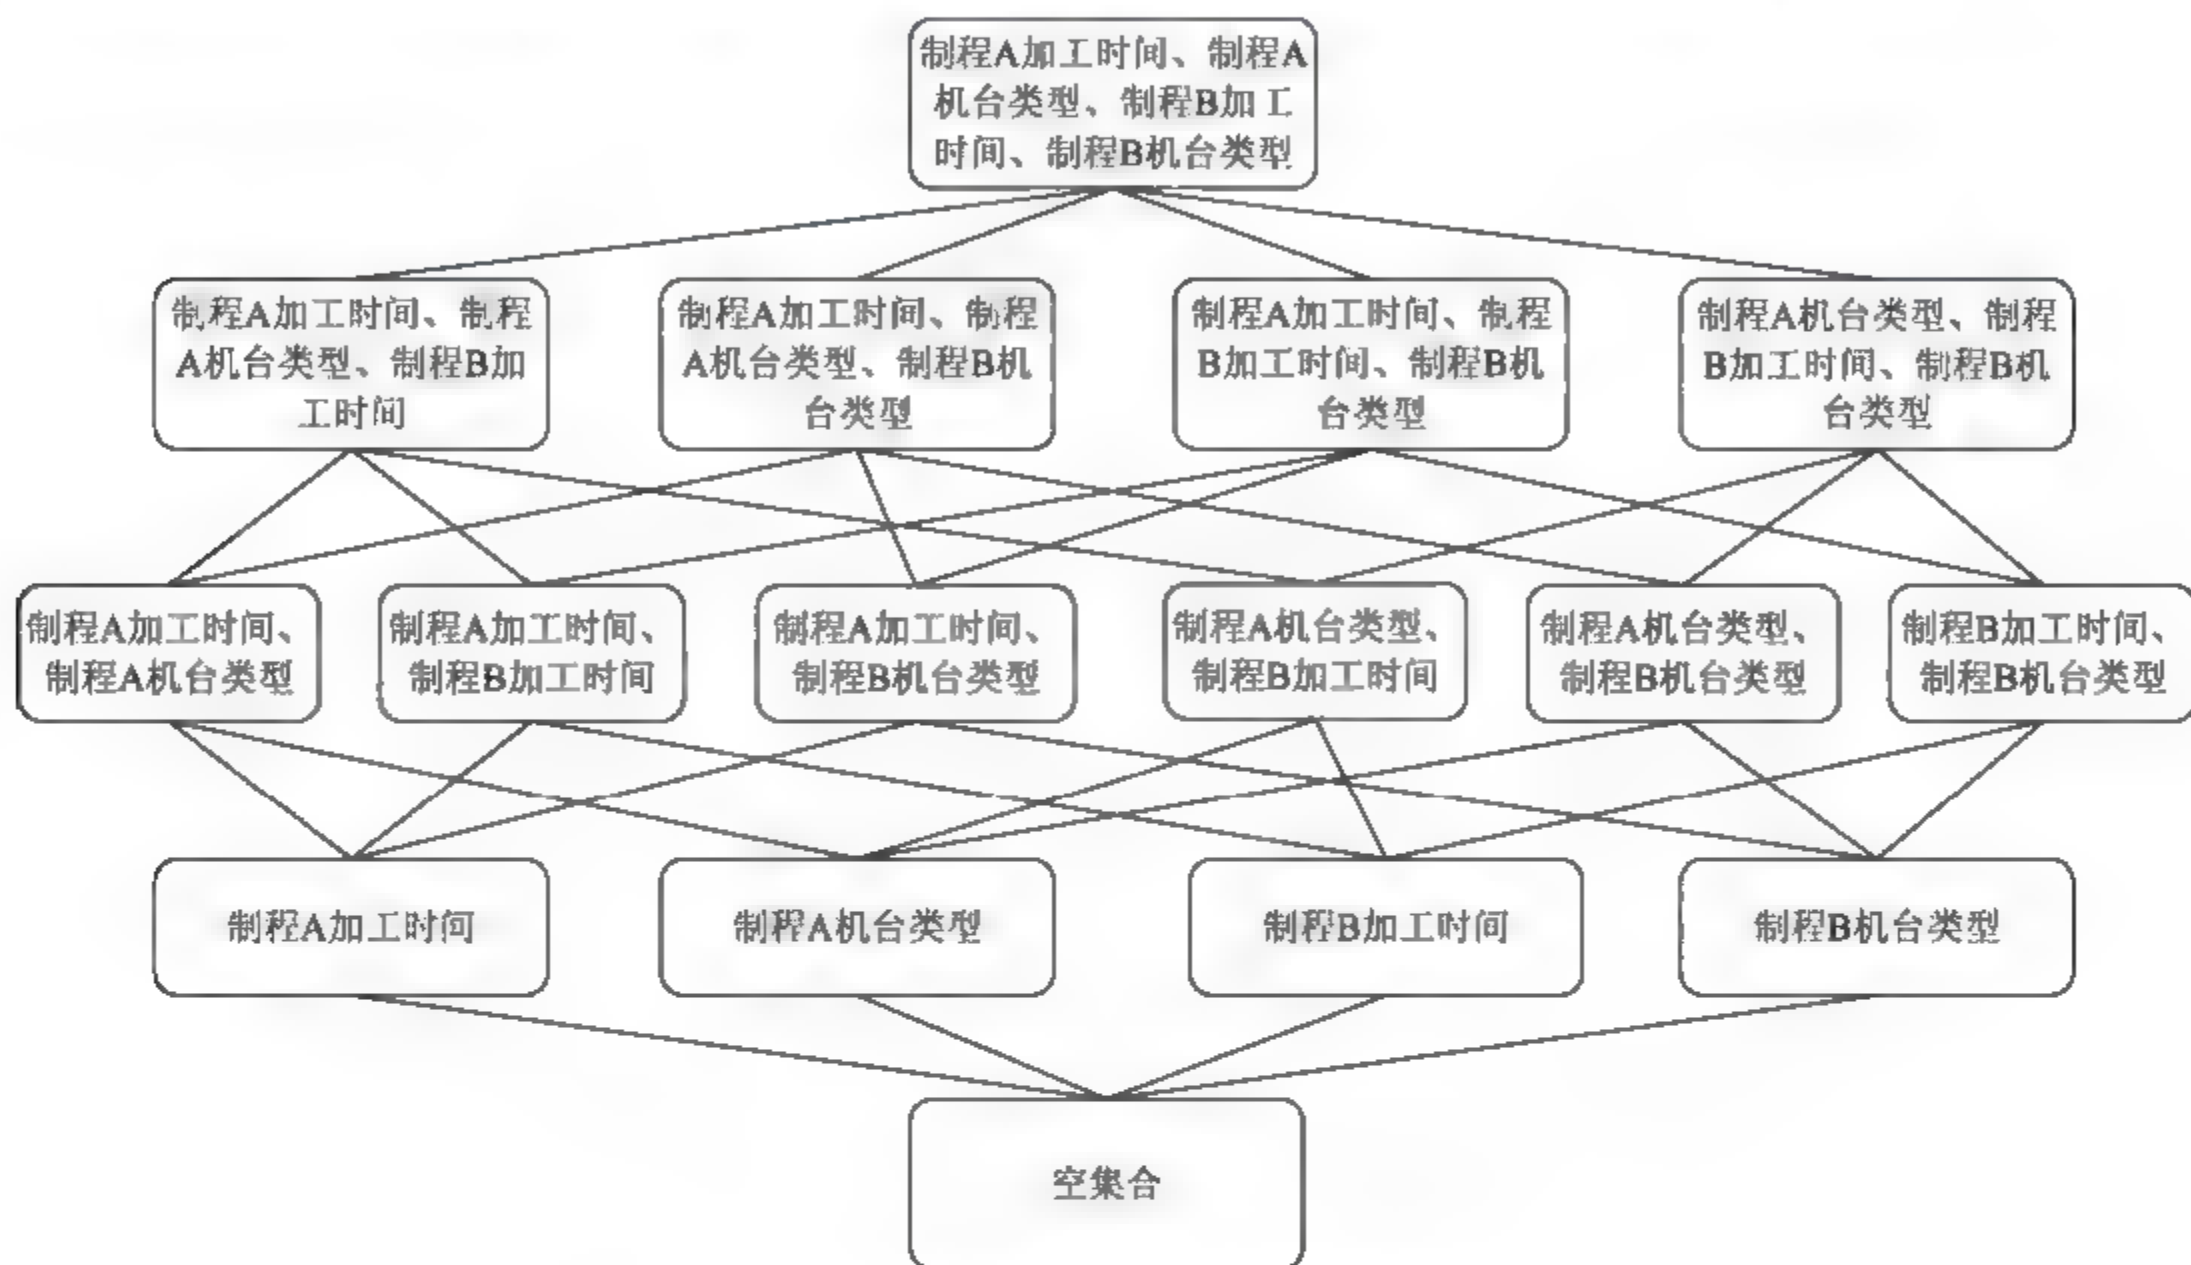 制程A加工时间、制程A
机台类型、制程B加工
时间、制程B机台类型
制程A加工时间、制程
A机台类型、制程B加
工时间
制程A加工时间、制程
A机台类型、制程B机
台类型
制程A加工时间、制程
B加工时间、制程B机
台类型
制程A机台类型、制程
B加工时间、制程B机
台类型
制程A加工时间、
制程A机台类型
制程A加工时间、
制程B加工时间
制程A加工时间、
制程B机台类型
制程A机台类型、
制程B加工时间
制程A机台类型、
制程B机台类型
制程B加工时间、
制程B机台类型
制程A加工时间
制程A机台类型
制程B加工时间
制程B机台类型
空集合